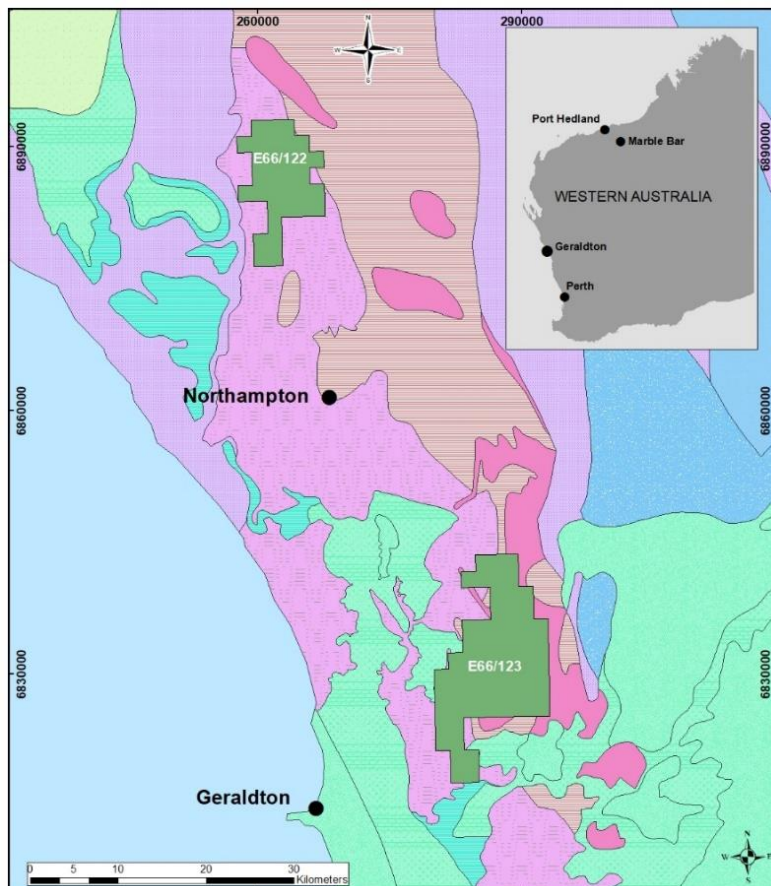 260000
290000
N
W
E
S
6890000
6890000
E66/122
Port Hedland
Marble Bar
WESTERN AUSTRALIA
Geraldton
Perth
Northampton
6860000
6860000
E66/123
6830000
6830000
Geraldton
0 5 10 20 30
Kilometers
N
W
E
S